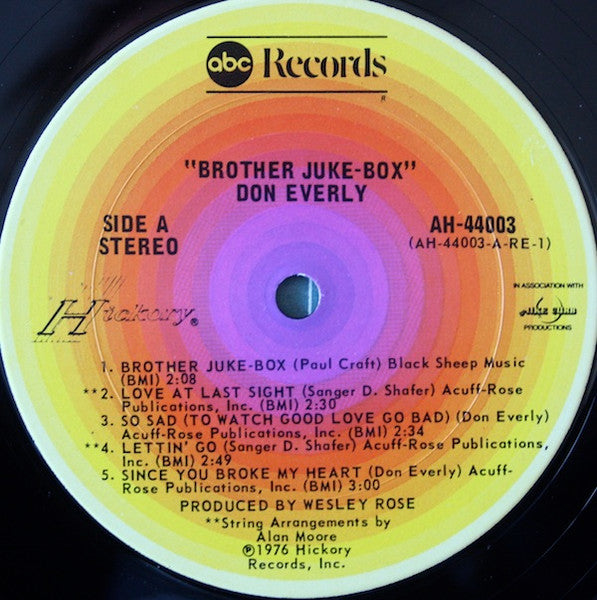 abc Records
R
"BROTHER JUKE-BOX"
DON EVERLY
SIDE A
STEREO
AH-44003
(AH-44003-A-RE-1)
Hickory®
IN ASSOCIATION WITH
MIKE CURB
PRODUCTIONS
1. BROTHER JUKE-BOX (Paul Craft) Black Sheep Music
(BMI) 2:08
**2. LOVE AT LAST SIGHT (Sanger D. Shafer) Acuff-Rose
Publications, Inc. (BMI) 2:30
3. SO SAD (TO WATCH GOOD LOVE GO BAD) (Don Everly)
Acuff-Rose Publications, Inc. (BMI) 2:34
**4. LETTIN' GO (Sanger D. Shafer) Acuff-Rose Publications,
Inc. (BMI) 2:49
5. SINCE YOU BROKE MY HEART (Don Everly) Acuff-
Rose Publications, Inc. (BMI) 3:00
PRODUCED BY WESLEY ROSE
**String Arrangements by
Alan Moore
℗1976 Hickory
Records, Inc.